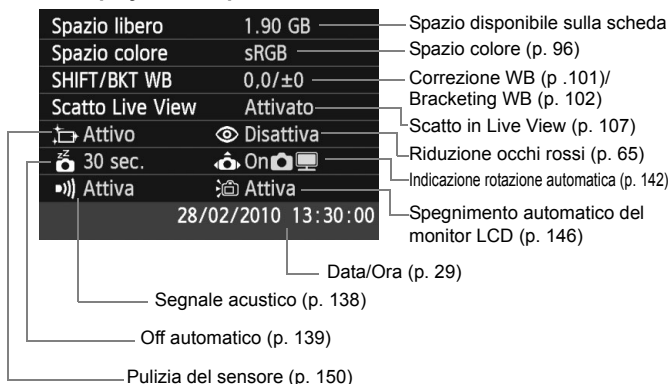 Spazio libero 1.90 GB
Spazio colore sRGB
SHIFT/BKT WB 0,0/±0
Scatto Live View Attivato
Attivo Disattiva
30 sec. On
Attiva Attiva
28/02/2010 13:30:00
Spazio disponibile sulla scheda
Spazio colore (p. 96)
Correzione WB (p .101)/
Bracketing WB (p. 102)
Scatto in Live View (p. 107)
Riduzione occhi rossi (p. 65)
Indicazione rotazione automatica (p. 142)
Spegnimento automatico del
monitor LCD (p. 146)
Data/Ora (p. 29)
Segnale acustico (p. 138)
Off automatico (p. 139)
Pulizia del sensore (p. 150)